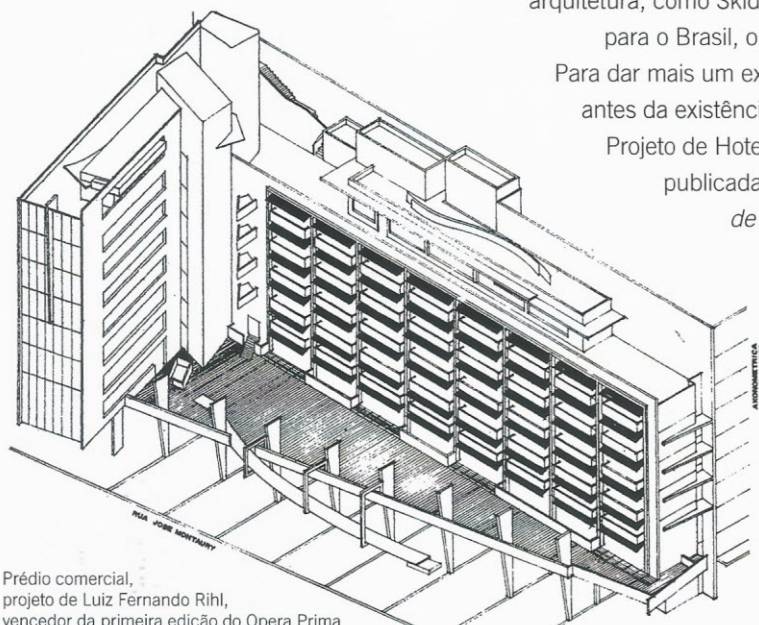 arquitetura, como Skid
para o Brasil, o
Para dar mais um ex
antes da existênci
Projeto de Hote
publicada
de
AXONOMETRICA
RUA JOSE MONTAURY
Prédio comercial,
projeto de Luiz Fernando Rihl,
vencedor da primeira edição do Opera Prima